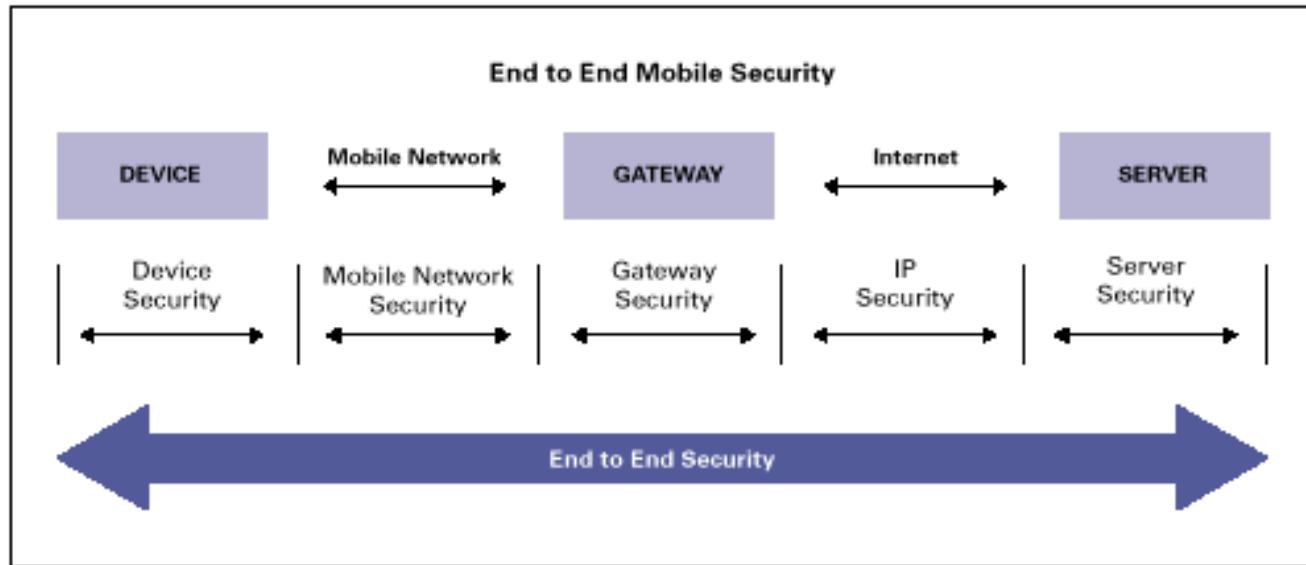 End to End Mobile Security
DEVICE
Mobile Network
GATEWAY
Internet
SERVER
Device
Security
Mobile Network
Security
Gateway
Security
IP
Security
Server
Security
End to End Security